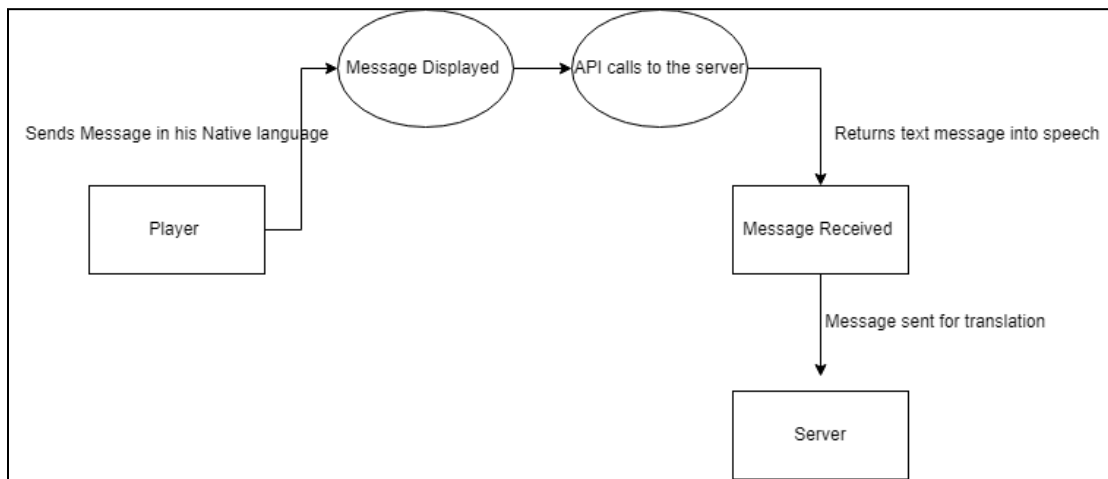 Message Displayed
API calls to the server
Sends Message in his Native language
Returns text message into speech
Player
Message Received
Message sent for translation
Server